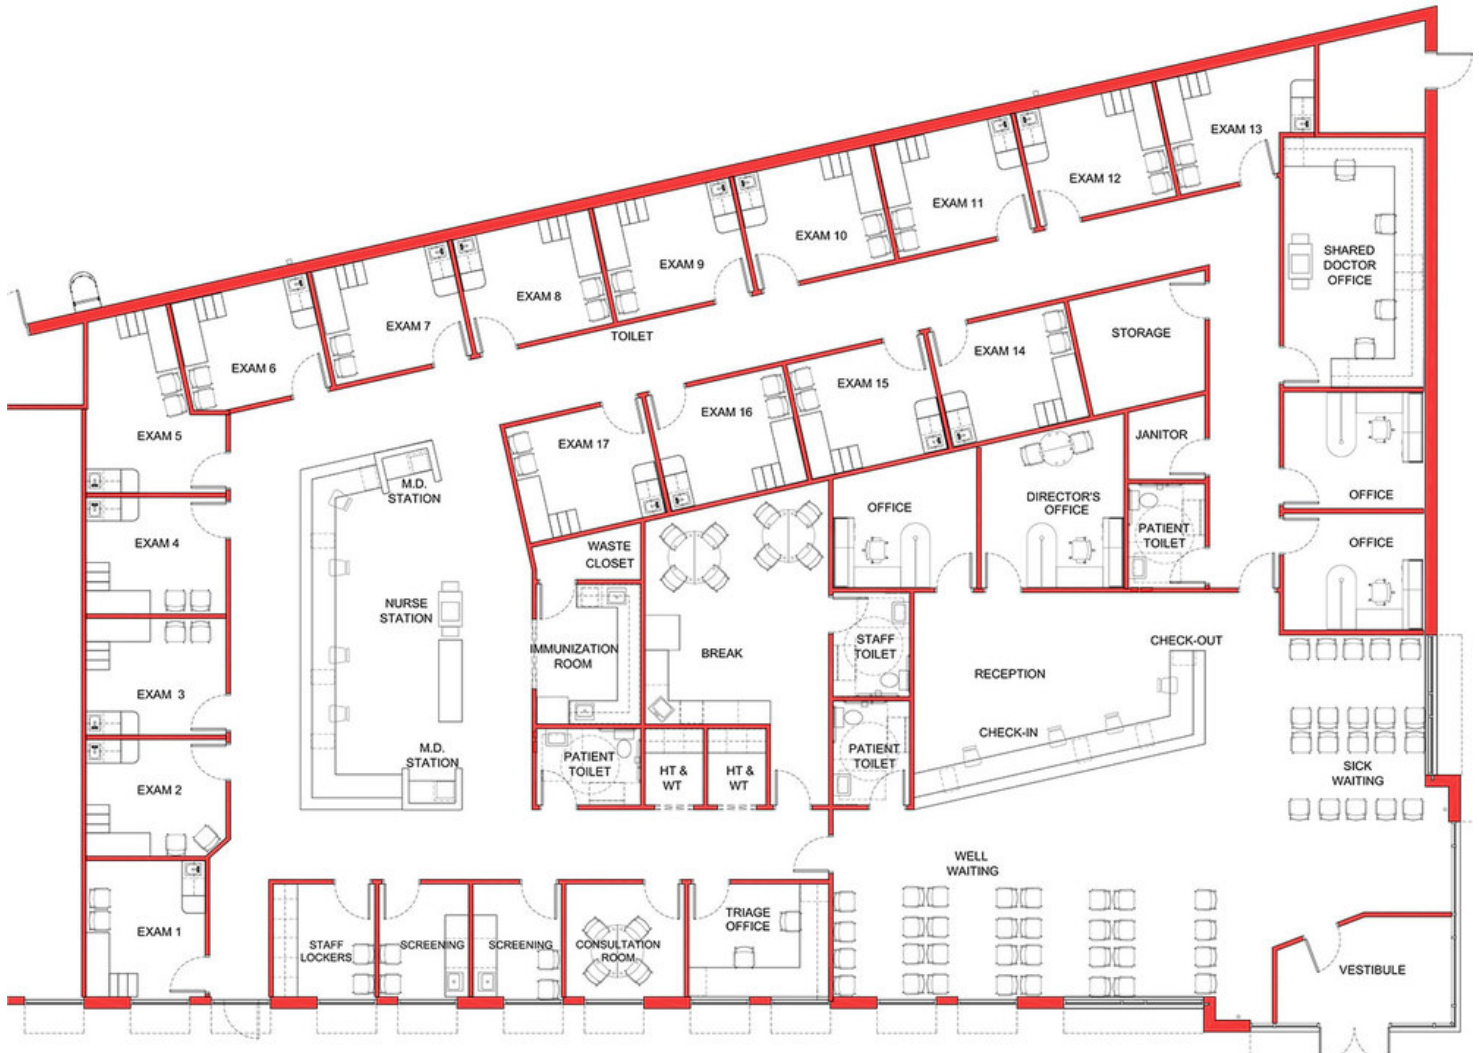 EXAM 13
EXAM 12
EXAM 11
EXAM 10
EXAM 9
EXAM 8
EXAM 7
EXAM 6
EXAM 5
SHARED
DOCTOR
OFFICE
TOILET
STORAGE
EXAM 14
EXAM 15
EXAM 16
EXAM 17
JANITOR
M.D.
STATION
OFFICE
DIRECTOR'S
OFFICE
OFFICE
PATIENT
TOILET
OFFICE
EXAM 4
WASTE
CLOSET
NURSE
STATION
IMMUNIZATION
ROOM
BREAK
STAFF
TOILET
RECEPTION
CHECK-OUT
EXAM 3
CHECK-IN
M.D.
STATION
PATIENT
TOILET
HT &
WT
HT &
WT
PATIENT
TOILET
SICK
WAITING
EXAM 2
WELL
WAITING
EXAM 1
STAFF
LOCKERS
SCREENING
SCREENING
CONSULTATION
ROOM
TRIAGE
OFFICE
VESTIBULE